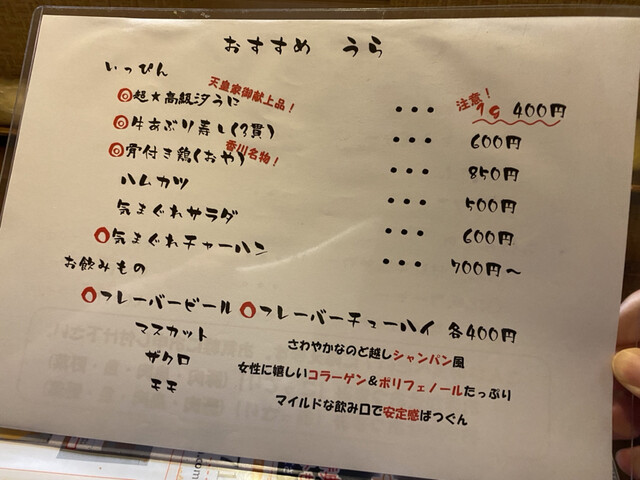 おすすめ うら
いっぴん
天皇家御献上品！
◎超★高級汐うに ・・・ 注意！ 1g 400円
◎牛あぶり寿し(3貫) ・・・ 600円
◎骨付き鶏(おや) 香川名物！ ・・・ 850円
ハムカツ ・・・ 500円
気まぐれサラダ ・・・ 600円
◎気まぐれチャーハン ・・・ 700円～
お飲みもの
◎フレーバービール ◎フレーバーチューハイ 各400円
マスカット さわやかなのど越しシャンパン風
ザクロ 女性に嬉しいコラーゲン&ポリフェノールたっぷり
モモ マイルドな飲み口で安定感ばつぐん